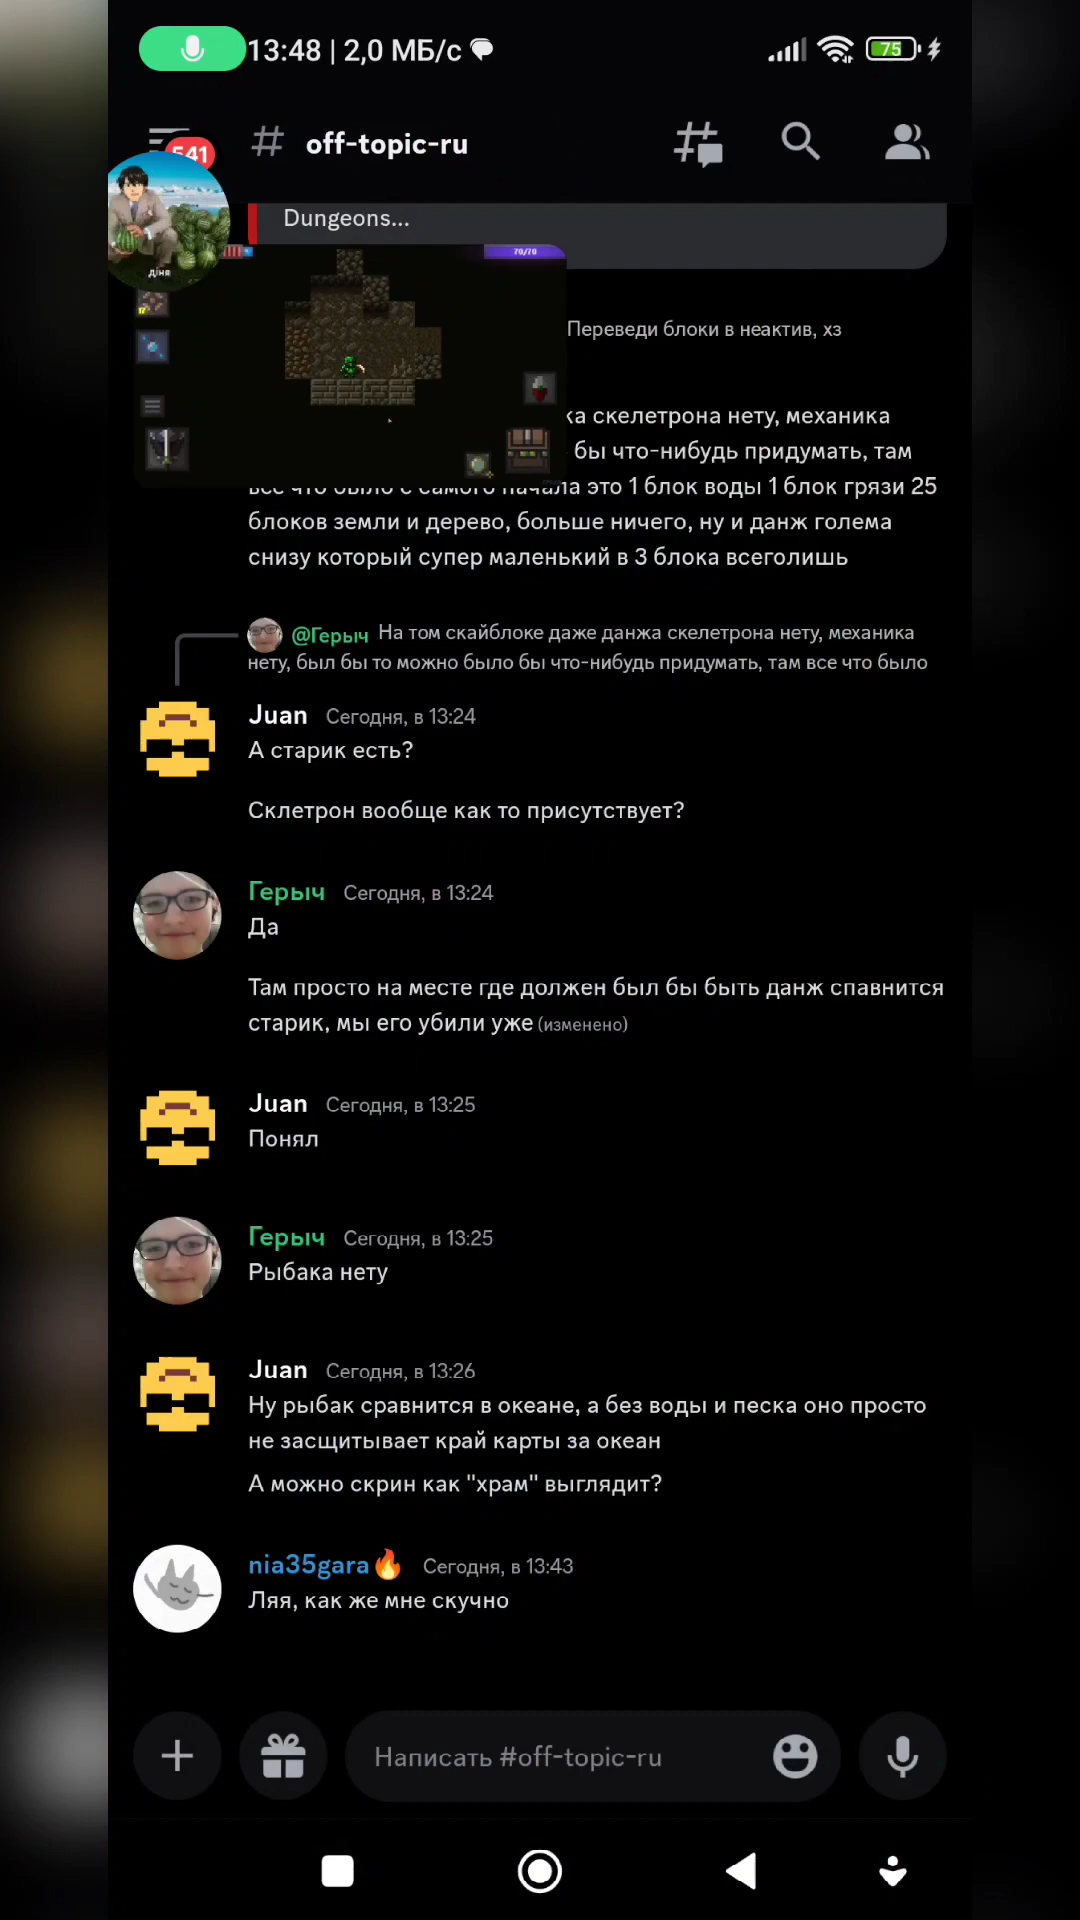 13:48 | 2,0 МБ/с
75
541
# off-topic-ru
Dungeons...
діня
70/70
Переведи блоки в неактив, хз
ка скелетрона нету, механика
бы что-нибудь придумать, там
все что было с самого начала это 1 блок воды 1 блок грязи 25
блоков земли и дерево, больше ничего, ну и данж голема
снизу который супер маленький в 3 блока всеголишь
@Герыч На том скайблоке даже данжа скелетрона нету, механика
нету, был бы то можно было бы что-нибудь придумать, там все что было
Juan Сегодня, в 13:24
А старик есть?
Склетрон вообще как то присутствует?
Герыч Сегодня, в 13:24
Да
Там просто на месте где должен был бы быть данж спавнится
старик, мы его убили уже (изменено)
Juan Сегодня, в 13:25
Понял
Герыч Сегодня, в 13:25
Рыбака нету
Juan Сегодня, в 13:26
Ну рыбак сравнится в океане, а без воды и песка оно просто
не засщитывает край карты за океан
А можно скрин как "храм" выглядит?
nia35gara🔥 Сегодня, в 13:43
Ляя, как же мне скучно
Написать #off-topic-ru